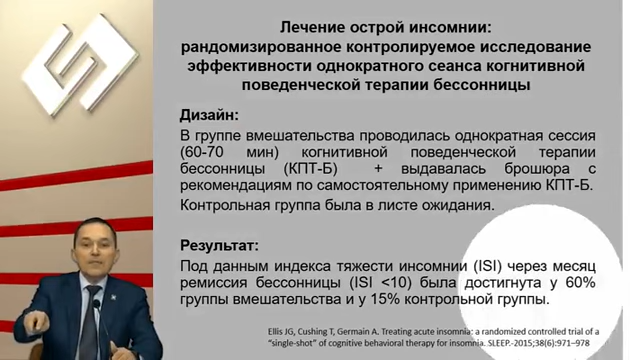 Лечение острой инсомнии:
рандомизированное контролируемое исследование
эффективности однократного сеанса когнитивной
поведенческой терапии бессонницы
Дизайн:
В группе вмешательства проводилась однократная сессия
(60-70 мин) когнитивной поведенческой терапии
бессонницы (КПТ-Б) + выдавалась брошюра с
рекомендациям по самостоятельному применению КПТ-Б.
Контрольная группа была в листе ожидания.
Результат:
Под данным индекса тяжести инсомнии (ISI) через месяц
ремиссия бессонницы (ISI <10) была достигнута у 60%
группы вмешательства и у 15% контрольной группы.
Ellis JG, Cushing T, Germain A. Treating acute insomnia: a randomized controlled trial of a
“single-shot” of cognitive behavioral therapy for insomnia. SLEEP.-2015;38(6):971–978